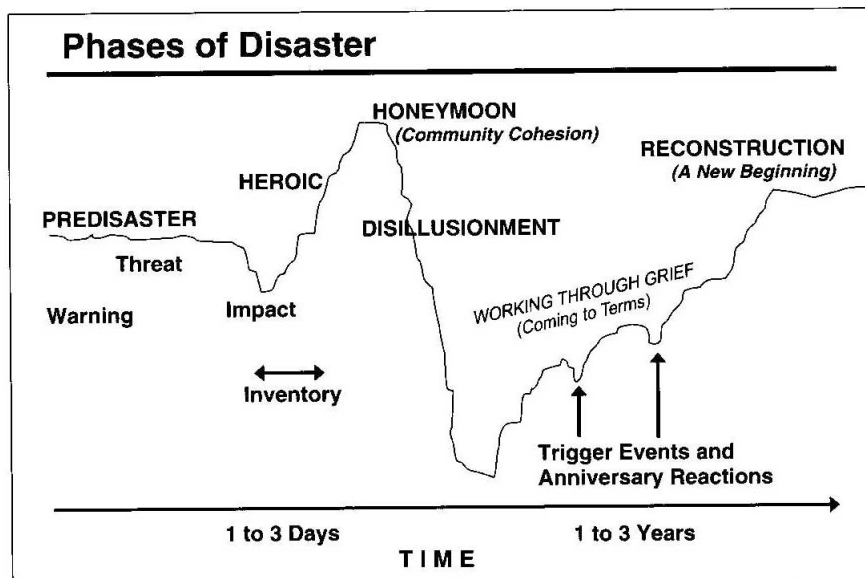 Phases of Disaster
HONEYMOON
(Community Cohesion)
RECONSTRUCTION
(A New Beginning)
HEROIC
PREDISASTER
DISILLUSIONMENT
Threat
WORKING THROUGH GRIEF
(Coming to Terms)
Warning
Impact
Inventory
Trigger Events and
Anniversary Reactions
1 to 3 Days
1 to 3 Years
TIME